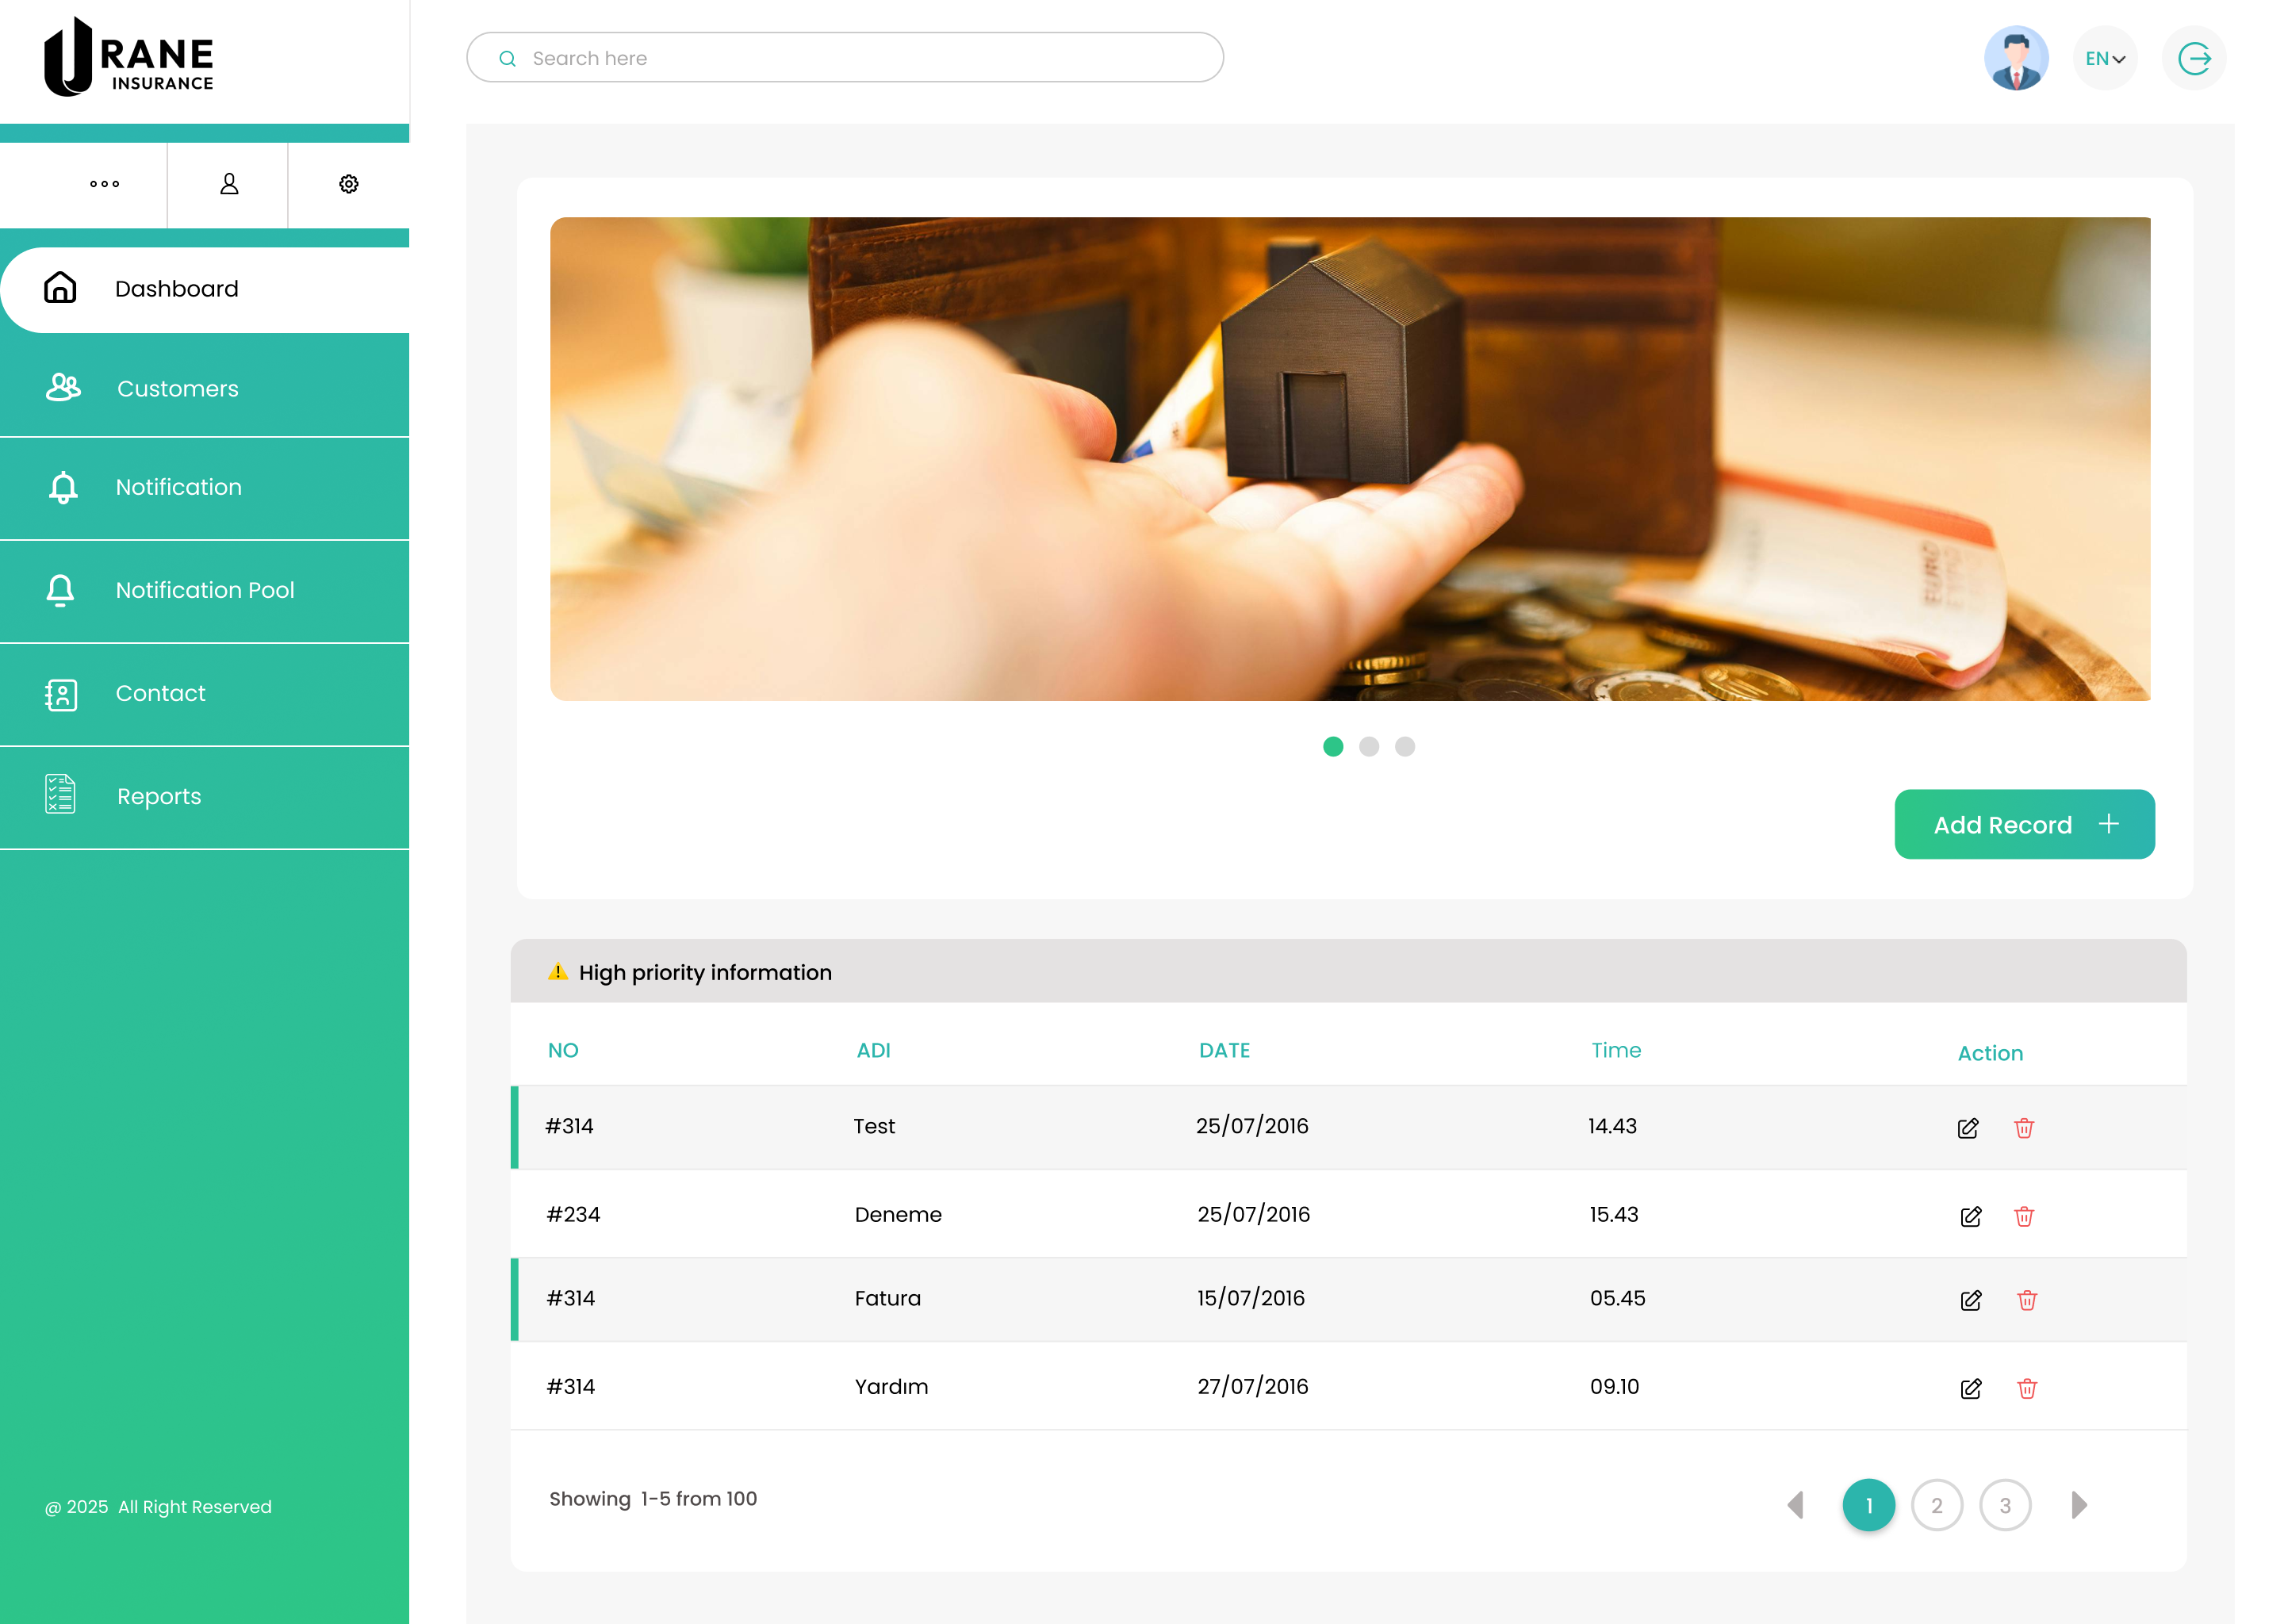 URANE
INSURANCE
Search here
EN
Dashboard
Customers
Notification
Notification Pool
Contact
Reports
@ 2025 All Right Reserved
EURO
Add Record
High priority information
NO ADI DATE Time Action
#314 Test 25/07/2016 14.43
#234 Deneme 25/07/2016 15.43
#314 Fatura 15/07/2016 05.45
#314 Yardım 27/07/2016 09.10
Showing 1-5 from 100
1 2 3